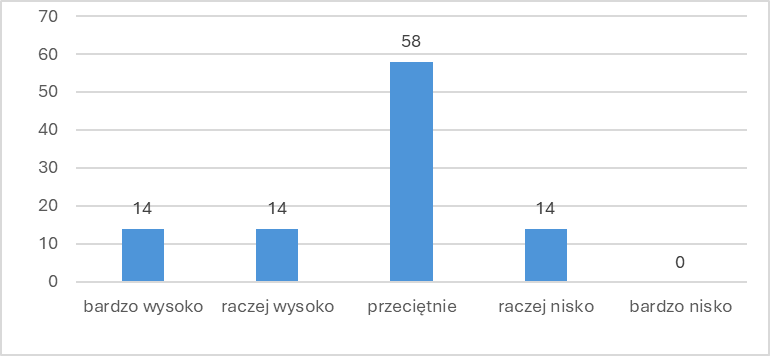 70
60
50
40
30
20
10
0
14
14
58
14
0
bardzo wysoko
raczej wysoko
przeciętnie
raczej nisko
bardzo nisko